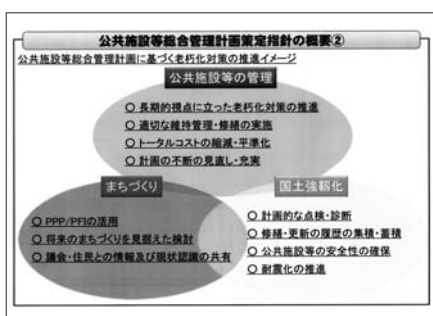 公共施設等総合管理計画策定指針の概要②
公共施設等総合管理計画に基づく老朽化対策の推進イメージ
公共施設等の管理
○ 長期的視点に立った老朽化対策の推進
○ 適切な維持管理・修繕の実施
○ トータルコストの縮減・平準化
○ 計画の不断の見直し・充実
まちづくり
○ PPP/PFIの活用
○ 将来のまちづくりを見据えた検討
○ 議会・住民との情報及び現状認識の共有
国土強靱化
○ 計画的な点検・診断
○ 修繕・更新の履歴の集積・蓄積
○ 公共施設等の安全性の確保
○ 耐震化の推進